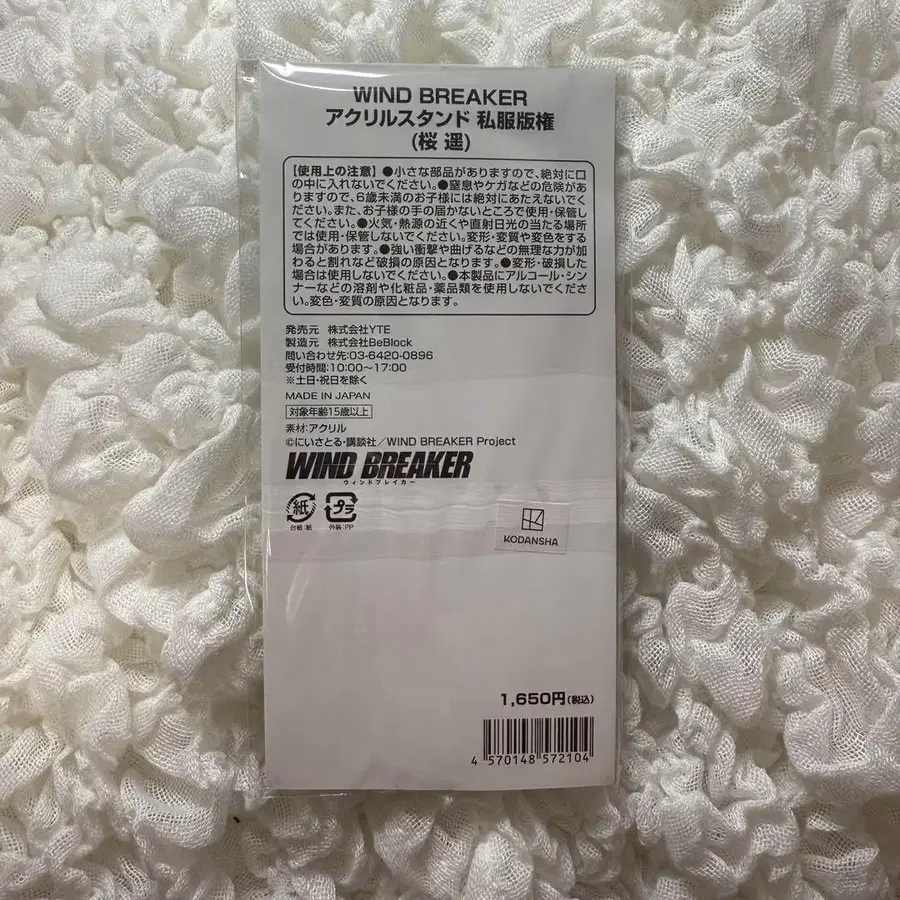 WIND BREAKER
アクリルスタンド 私服版権
(桜 遥)
【使用上の注意】●小さな部品がありますので、絶対に口
の中に入れないでください。●窒息やケガなどの危険があ
りますので、6歳未満のお子様には絶対にあたえないでく
ださい。また、お子様の手の届かないところで使用・保管し
てください。●火気・熱源の近くや直射日光の当たる場所
では使用・保管しないでください。変形・変質や変色をする
場合があります。●強い衝撃や曲げるなどの無理な力が加
わると割れなど破損の原因となります。●変形・破損した
場合は使用しないでください。●本製品にアルコール・シン
ナーなどの溶剤や化粧品・薬品類を使用しないでくださ
い。変色・変質の原因となります。
発売元 株式会社YTE
製造元 株式会社BeBlock
問い合わせ先:03-6420-0896
受付時間:10:00〜17:00
※土日・祝日を除く
MADE IN JAPAN
対象年齢15歳以上
素材:アクリル
©にいさとる・講談社/WIND BREAKER Project
WIND BREAKER
ウィンドブレイカー
紙 プラ
台紙:紙 外装:PP
KODANSHA
1,650円(税込)
4 570148 572104